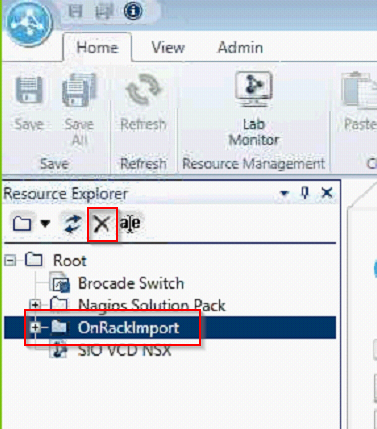 Home View Admin
Save Save All Refresh Lab Monitor Paste
Save Refresh Resource Management
Resource Explorer
a|e
Root
Brocade Switch
Nagios Solution Pack
OnRackImport
SIO VCD NSX